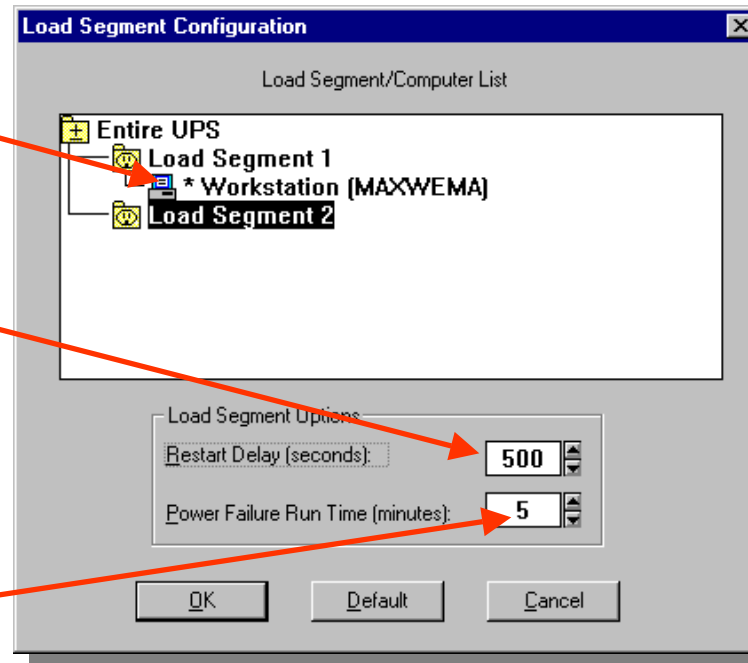 Load Segment Configuration
Load Segment/Computer List
Entire UPS
Load Segment 1
* Workstation (MAXWEMA)
Load Segment 2
Load Segment Options
Restart Delay (seconds): 500
Power Failure Run Time (minutes): 5
OK Default Cancel